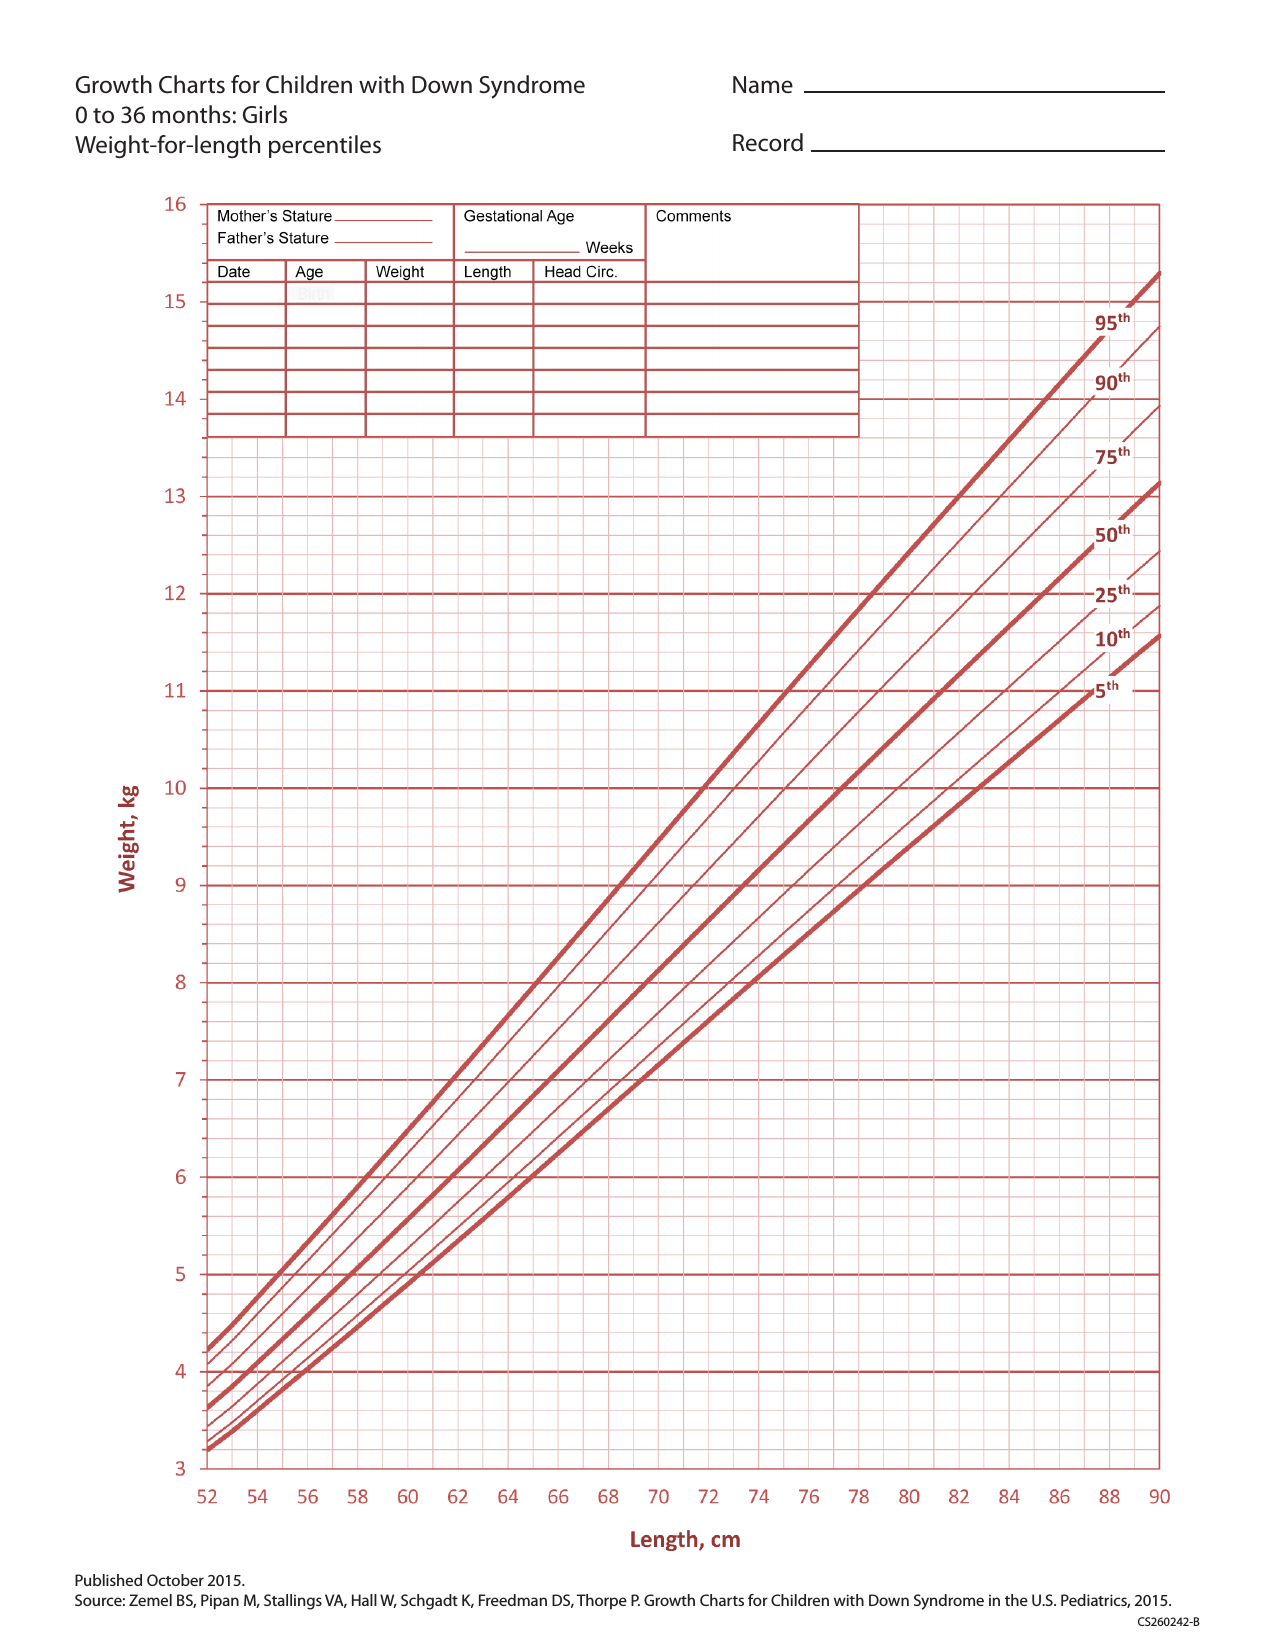 Growth Charts for Children with Down Syndrome
0 to 36 months: Girls
Weight-for-length percentiles
Name
Record
Mother's Stature
Father's Stature
Gestational Age
Weeks
Comments
Date Age Weight Length Head Circ.
Birth
16
15
14
13
12
11
10
9
8
7
6
5
4
3
Weight, kg
95th
90th
75th
50th
25th
10th
5th
52 54 56 58 60 62 64 66 68 70 72 74 76 78 80 82 84 86 88 90
Length, cm
Published October 2015.
Source: Zemel BS, Pipan M, Stallings VA, Hall W, Schgadt K, Freedman DS, Thorpe P. Growth Charts for Children with Down Syndrome in the U.S. Pediatrics, 2015.
CS260242-B